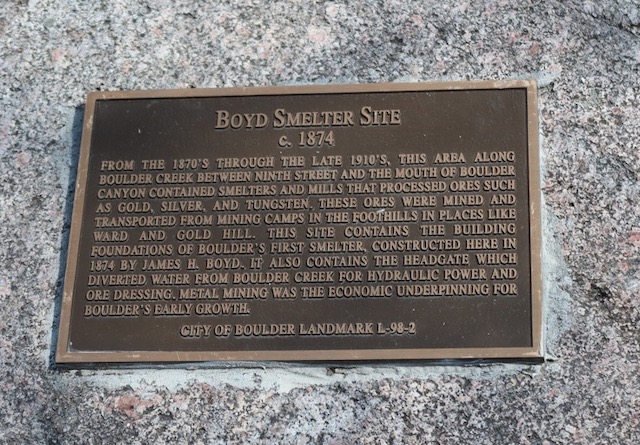 BOYD SMELTER SITE
C. 1874
FROM THE 1870'S THROUGH THE LATE 1910'S, THIS AREA ALONG
BOULDER CREEK BETWEEN NINTH STREET AND THE MOUTH OF BOULDER
CANYON CONTAINED SMELTERS AND MILLS THAT PROCESSED ORES SUCH
AS GOLD, SILVER, AND TUNGSTEN. THESE ORES WERE MINED AND
TRANSPORTED FROM MINING CAMPS IN THE FOOTHILLS IN PLACES LIKE
WARD AND GOLD HILL. THIS SITE CONTAINS THE BUILDING
FOUNDATIONS OF BOULDER'S FIRST SMELTER, CONSTRUCTED HERE IN
1874 BY JAMES H. BOYD. IT ALSO CONTAINS THE HEADGATE WHICH
DIVERTED WATER FROM BOULDER CREEK FOR HYDRAULIC POWER AND
ORE DRESSING. METAL MINING WAS THE ECONOMIC UNDERPINNING FOR
BOULDER'S EARLY GROWTH.
CITY OF BOULDER LANDMARK L-98-2